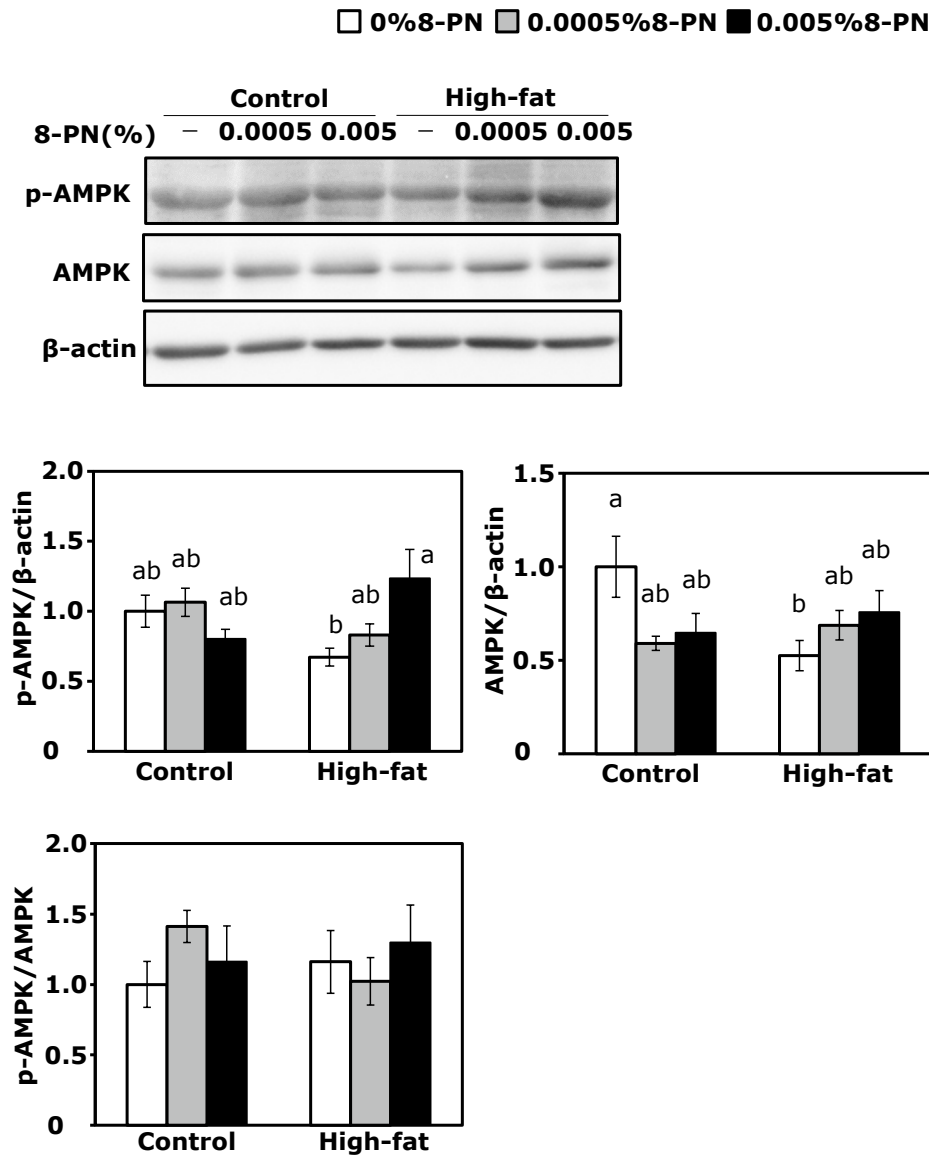 0%8-PN 0.0005%8-PN 0.005%8-PN
Control High-fat
8-PN(%) – 0.0005 0.005 – 0.0005 0.005
p-AMPK
AMPK
β-actin
p-AMPK/β-actin
2.0
1.5
1.0
0.5
0
ab ab ab b ab a
Control High-fat
AMPK/β-actin
1.5
1.0
0.5
0
a ab ab b ab ab
Control High-fat
p-AMPK/AMPK
2.0
1.5
1.0
0.5
0
Control High-fat